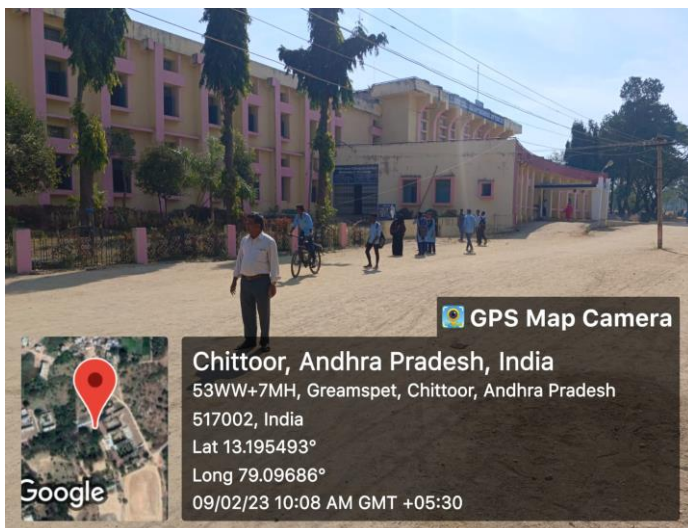 GPS Map Camera
Chittoor, Andhra Pradesh, India
53WW+7MH, Greamspet, Chittoor, Andhra Pradesh
517002, India
Lat 13.195493°
Long 79.09686°
09/02/23 10:08 AM GMT +05:30
Google